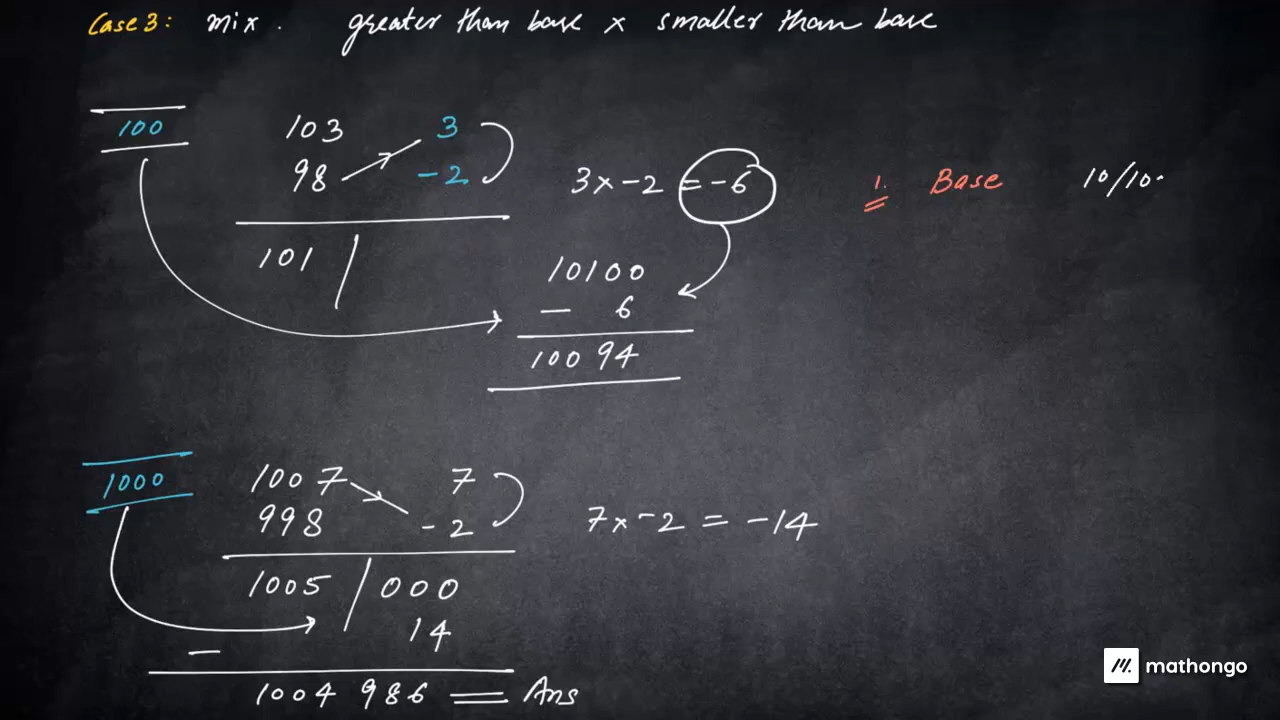 Case 3: mix. greater than base x smaller than base
100 103 3
98 -2 3x-2 = -6 1. Base 10/10.
101 / 10100
- 6
10094
1000 1007 7
998 -2 7x-2 = -14
1005 / 000
- 14
1004 986 = Ans
mathongo